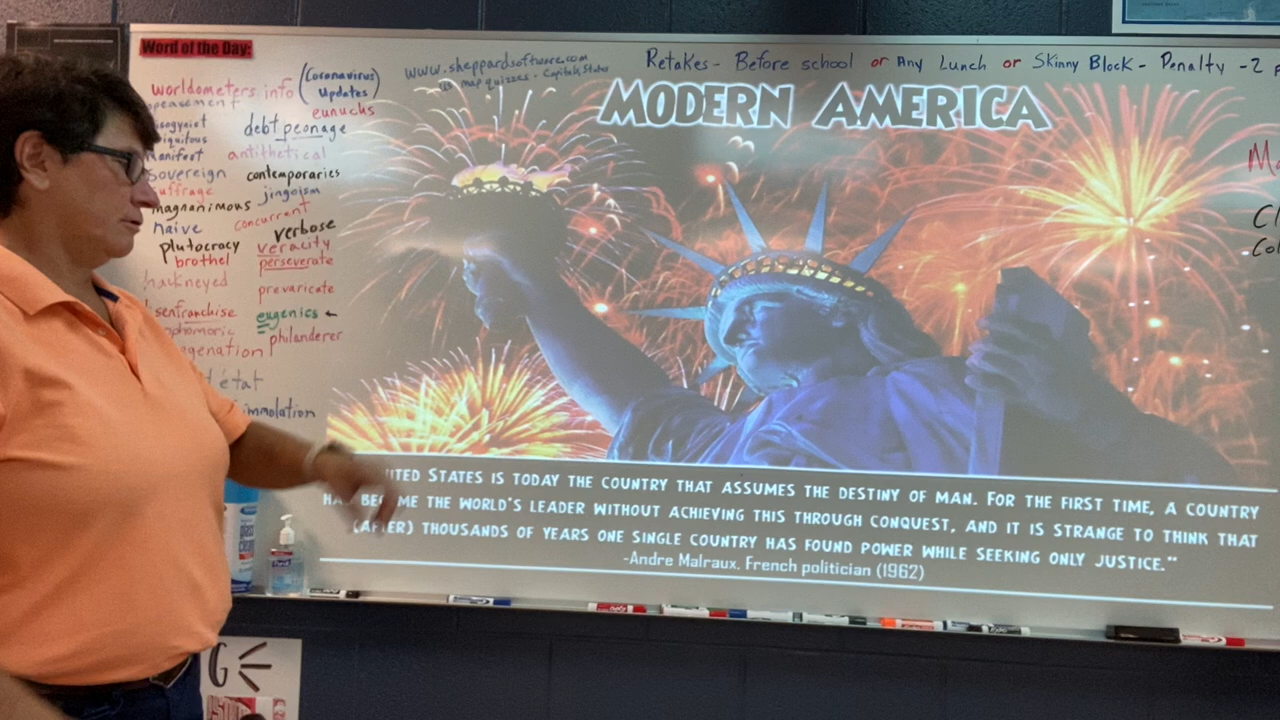 Word of the Day:
worldometers info (Coronavirus)
updates
eunuchs
debt peonage
antithetical
sovereign contemporaries
jingoism
magnanimous
naive concurrent
verbose
plutocracy veracity
brothel perseverate
hackneyed prevaricate
eugenics ←
philanderer
www.sheppardsoftware.com
map quizzes - Capitals, States
Retakes - Before school or Any Lunch or Skinny Block - Penalty -2
MODERN AMERICA
STATES IS TODAY THE COUNTRY THAT ASSUMES THE DESTINY OF MAN. FOR THE FIRST TIME, A COUNTRY
THE WORLD'S LEADER WITHOUT ACHIEVING THIS THROUGH CONQUEST, AND IT IS STRANGE TO THINK THAT
(AFTER) THOUSANDS OF YEARS ONE SINGLE COUNTRY HAS FOUND POWER WHILE SEEKING ONLY JUSTICE."
-Andre Malraux. French politician (1962)
G